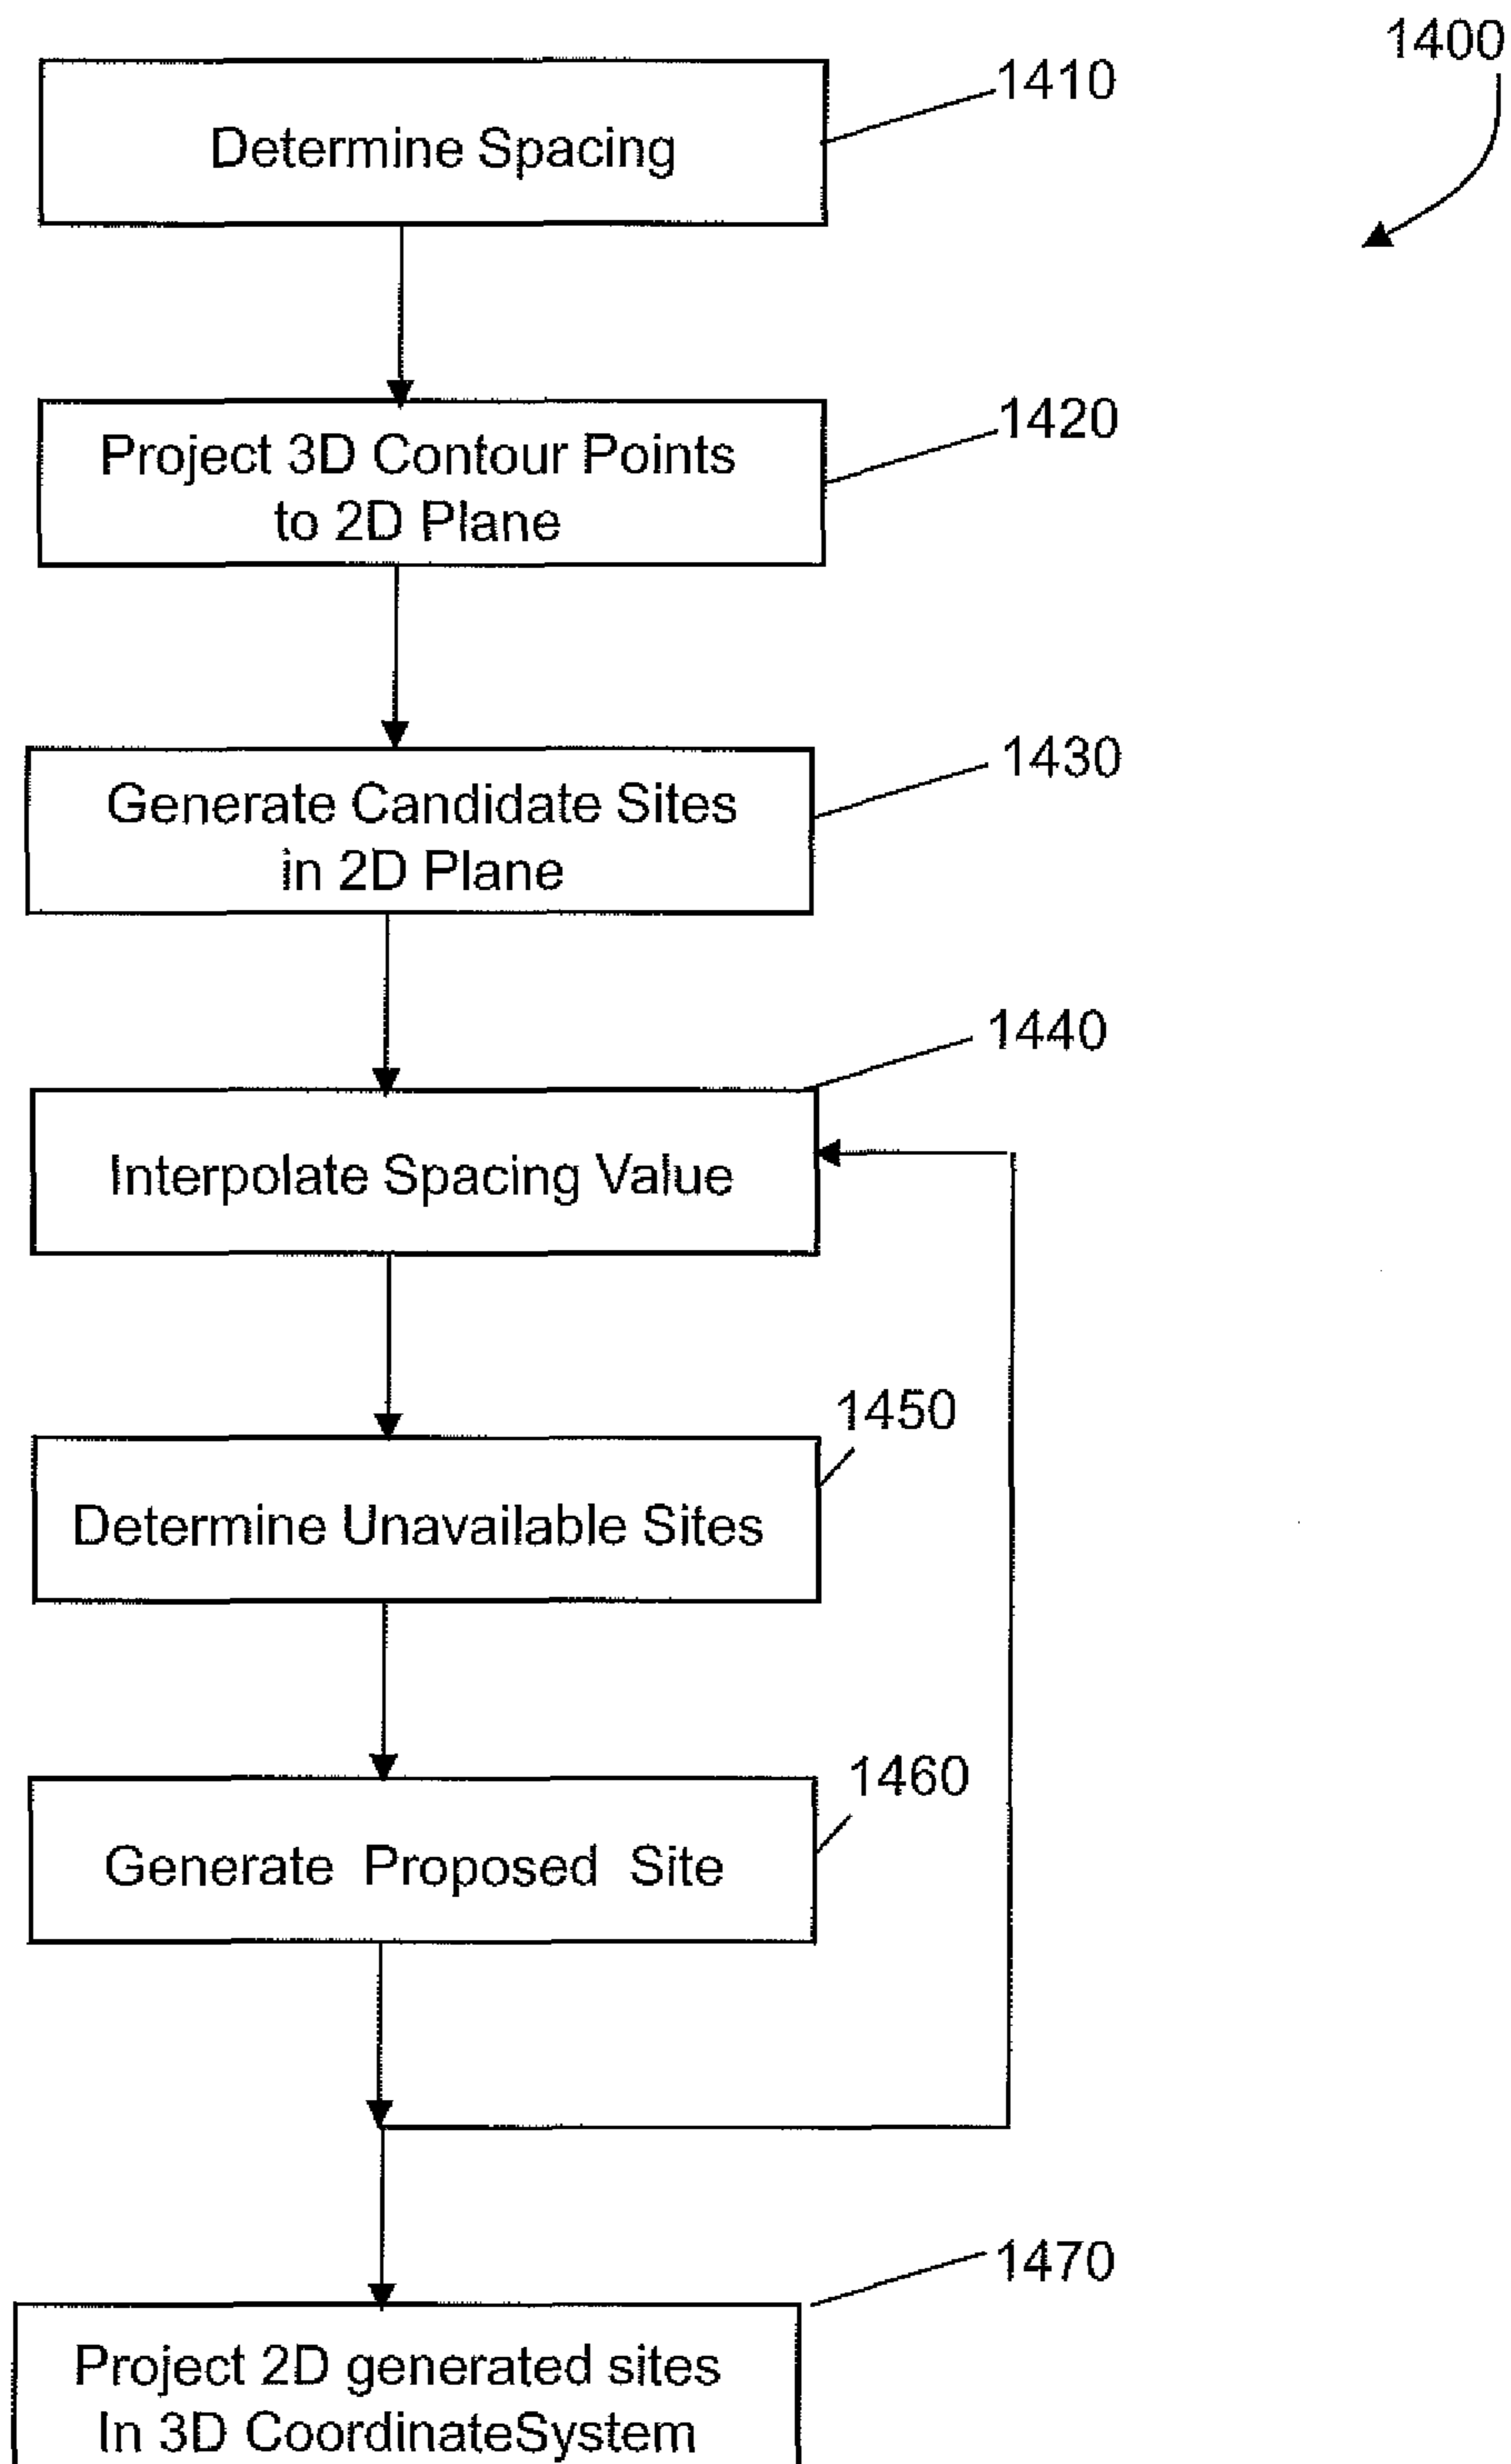 1400
1410
Determine Spacing
1420
Project 3D Contour Points
to 2D Plane
1430
Generate Candidate Sites
in 2D Plane
1440
Interpolate Spacing Value
1450
Determine Unavailable Sites
1460
Generate Proposed Site
1470
Project 2D generated sites
In 3D CoordinateSystem